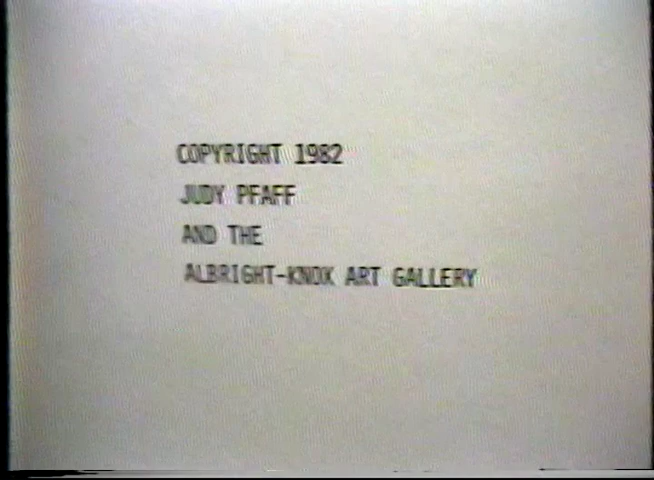 COPYRIGHT 1982
JUDY PFAFF
AND THE
ALBRIGHT-KNOX ART GALLERY